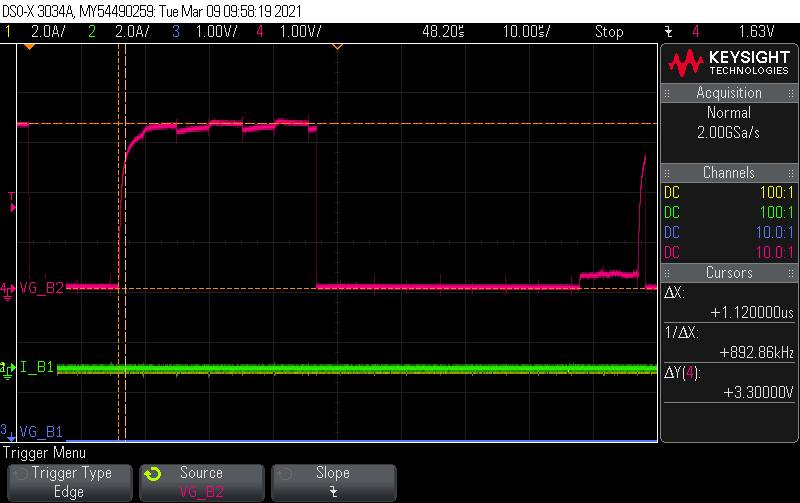 DSO-X 3034A, MY54490259: Tue Mar 09 09:58:19 2021
1 2.0A/ 2 2.0A/ 3 1.00V/ 4 1.00V/ 48.20s 10.00s/ Stop 4 1.63V
KEYSIGHT
TECHNOLOGIES
Acquisition
Normal
2.00GSa/s
Channels
DC 100:1
DC 100:1
DC 10.0:1
DC 10.0:1
Cursors
ΔX:
+1.120000us
1/ΔX:
+892.86kHz
ΔY(4):
+3.30000V
T
4 VG_B2
2 I_B1
3 VG_B1
Trigger Menu
Trigger Type
Edge
Source
VG_B2
Slope